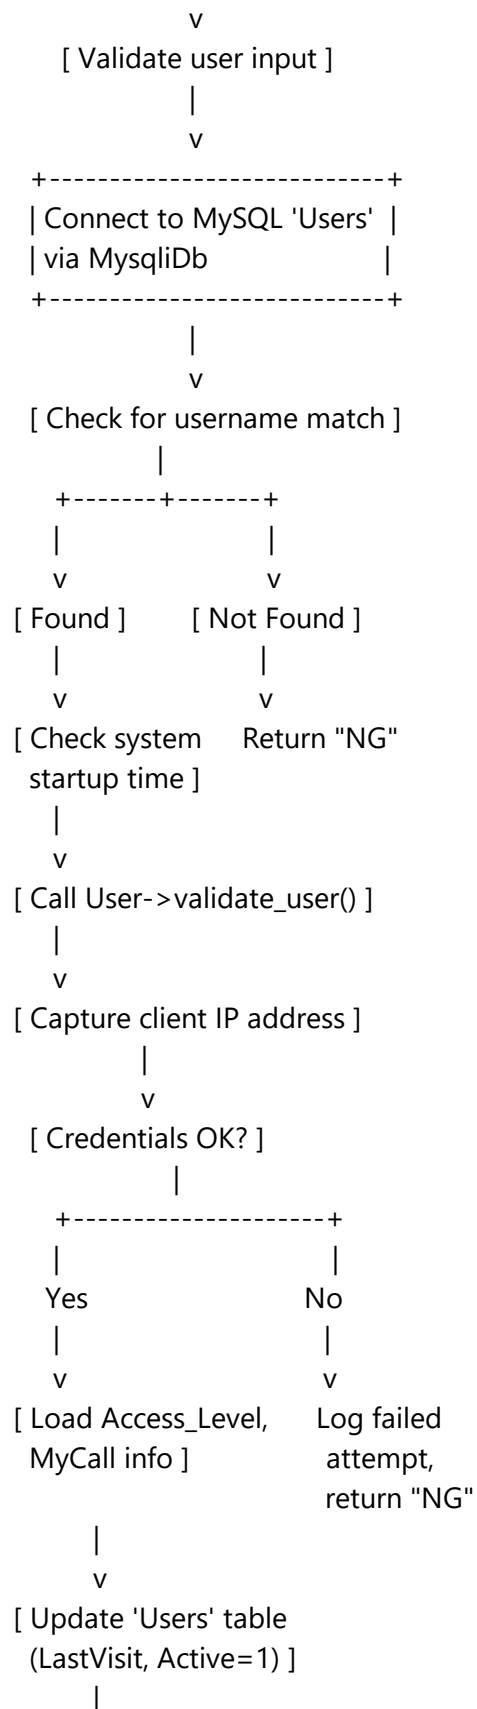 v
[ Validate user input ]
|
v
+----------------------------+
| Connect to MySQL 'Users' |
| via MysqliDb |
+----------------------------+
|
v
[ Check for username match ]
|
+-------+-------+
| |
v v
[ Found ] [ Not Found ]
| |
v v
[ Check system Return "NG"
startup time ]
|
v
[ Call User->validate_user() ]
|
v
[ Capture client IP address ]
|
v
[ Credentials OK? ]
|
+---------------------+
| |
Yes No
| |
v v
[ Load Access_Level, Log failed
MyCall info ] attempt,
return "NG"
|
v
[ Update 'Users' table
(LastVisit, Active=1) ]
|